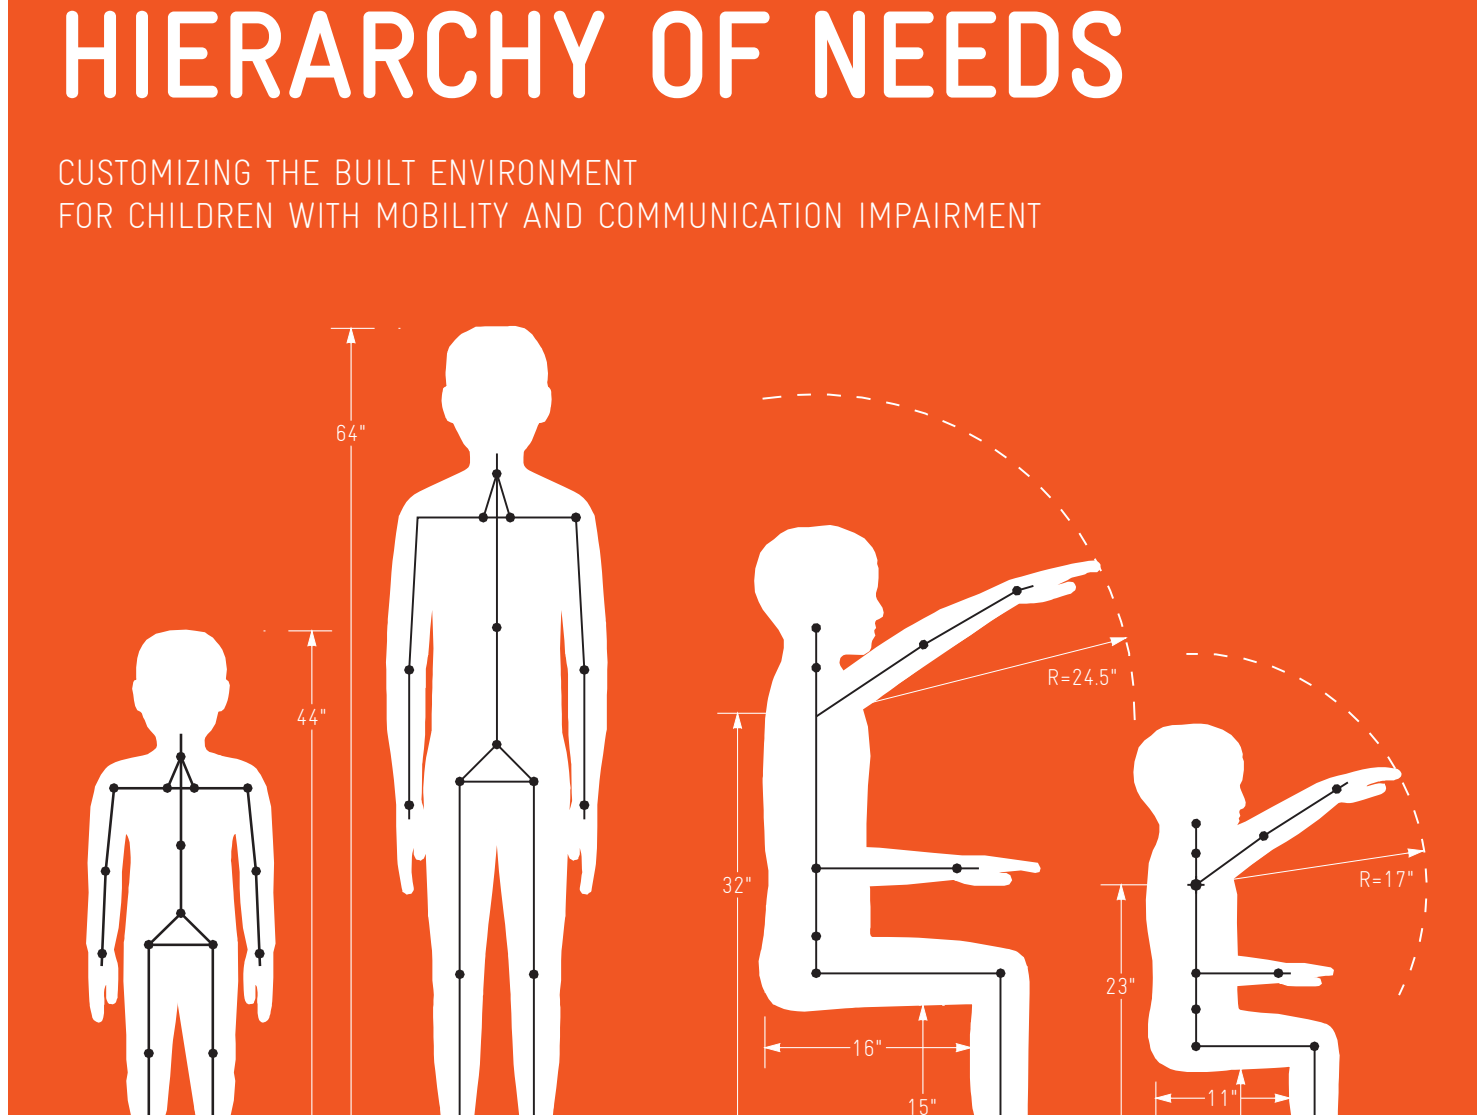 HIERARCHY OF NEEDS
CUSTOMIZING THE BUILT ENVIRONMENT
FOR CHILDREN WITH MOBILITY AND COMMUNICATION IMPAIRMENT
64"
44"
R=24.5"
R=17"
32"
23"
16"
15"
11"